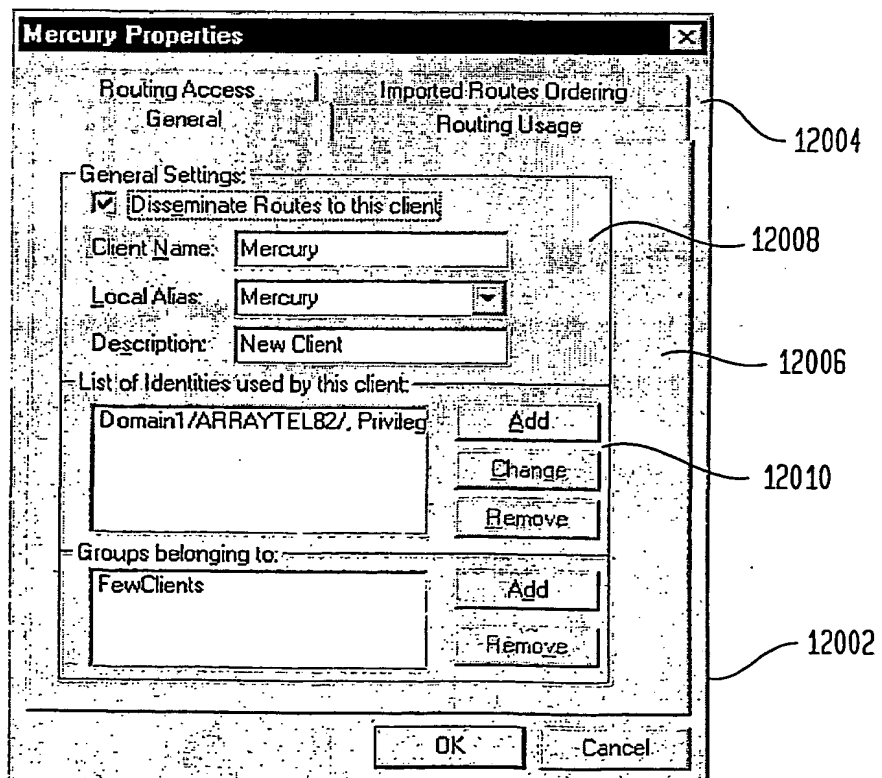 Mercury Properties
Routing Access Imported Routes Ordering
General Routing Usage
12004
General Settings:
Disseminate Routes to this client
12008
Client Name: Mercury
Local Alias: Mercury
12006
Description: New Client
List of Identities used by this client:
Domain1/ARRAYTEL82/, Privileg
Add
12010
Change
Remove
Groups belonging to:
FewClients
Add
Remove
12002
OK Cancel